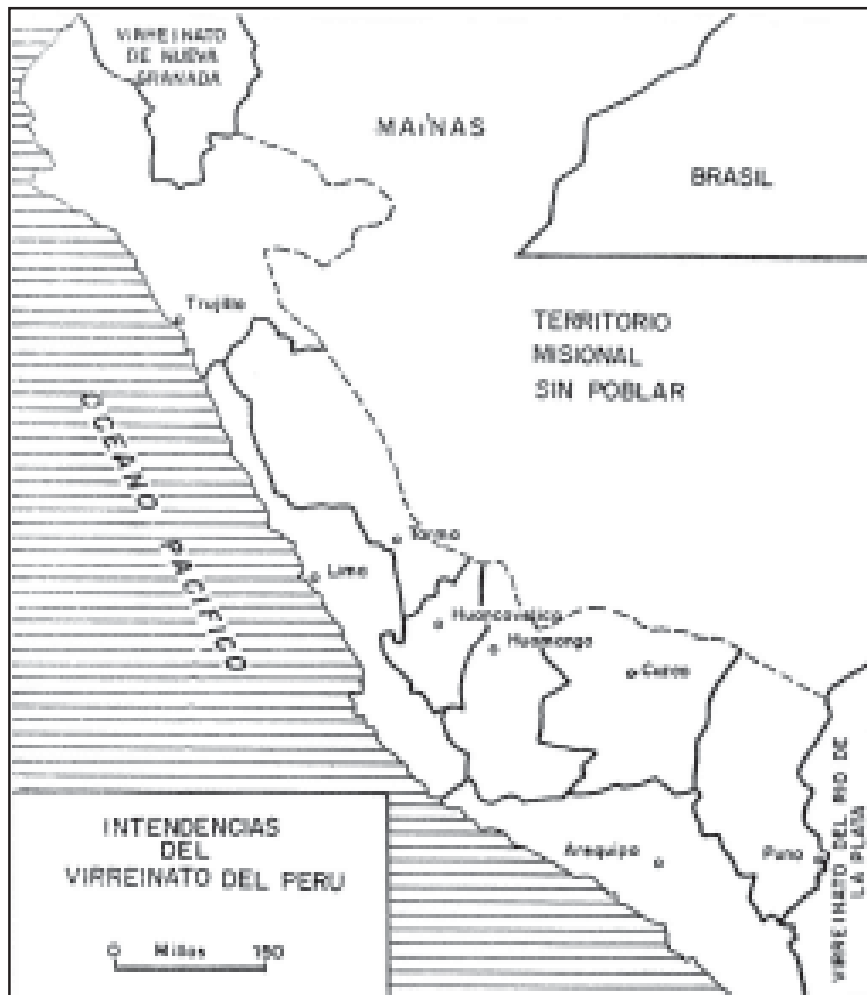 VIRREINATO
DE NUEVA
GRANADA
MAINAS
BRASIL
Trujillo
TERRITORIO
MISIONAL
SIN POBLAR
OCEANO PACIFICO
Tarma
Lima
Huancavelica
Huamanga
Cuzco
VIRREINATO DEL RIO DE
LA PLATA
INTENDENCIAS
DEL
VIRREINATO DEL PERU
Arequipa
Puno
0 Millas 150